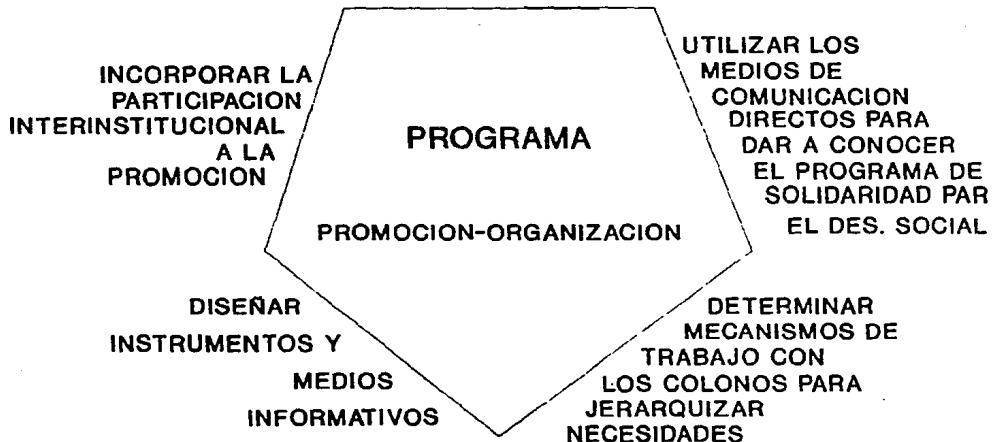 INCORPORAR LA
PARTICIPACION
INTERINSTITUCIONAL
A LA
PROMOCION
PROGRAMA
PROMOCION-ORGANIZACION
UTILIZAR LOS
MEDIOS DE
COMUNICACION
DIRECTOS PARA
DAR A CONOCER
EL PROGRAMA DE
SOLIDARIDAD PAR
EL DES. SOCIAL
DISEÑAR
INSTRUMENTOS Y
MEDIOS
INFORMATIVOS
DETERMINAR
MECANISMOS DE
TRABAJO CON
LOS COLONOS PARA
JERARQUIZAR
NECESIDADES